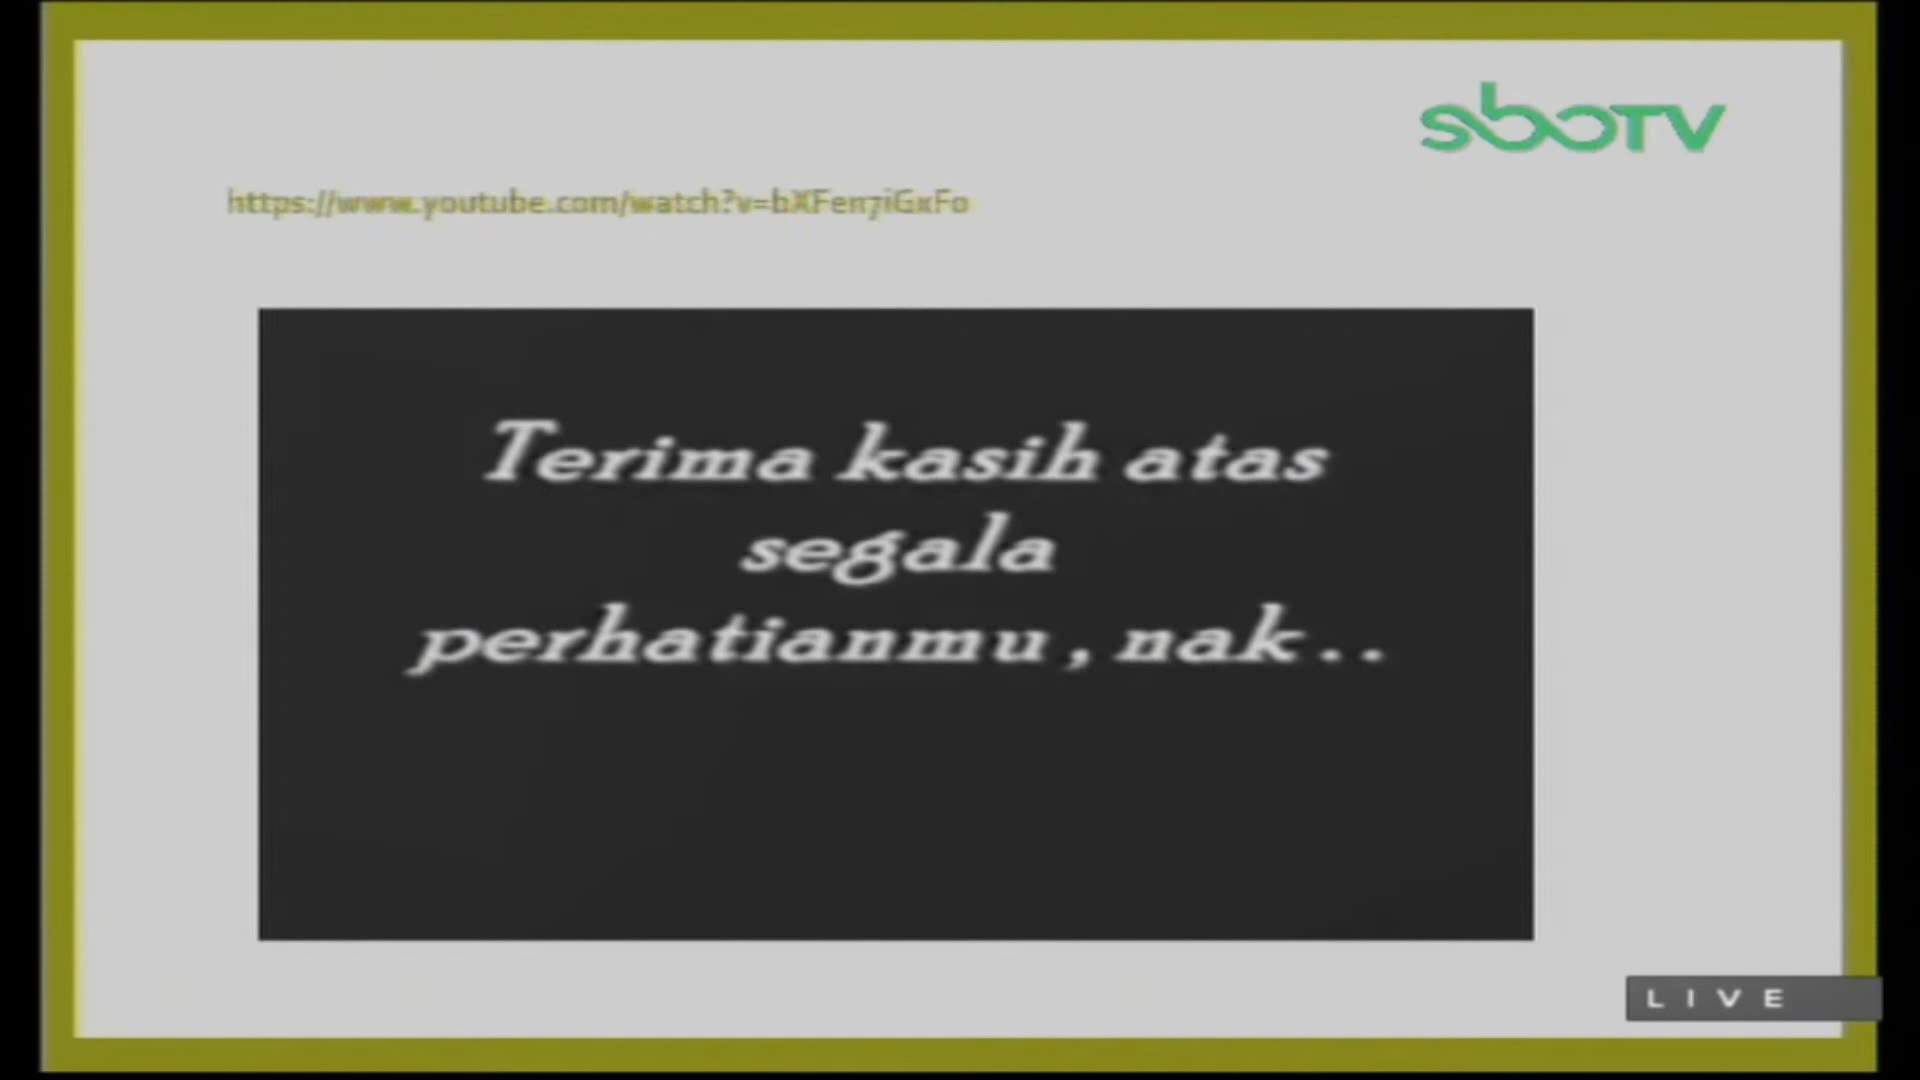 sboTV
https://www.youtube.com/watch?v=bXFen7iGxFo
Terima kasih atas
segala
perhatianmu, nak..
LIVE